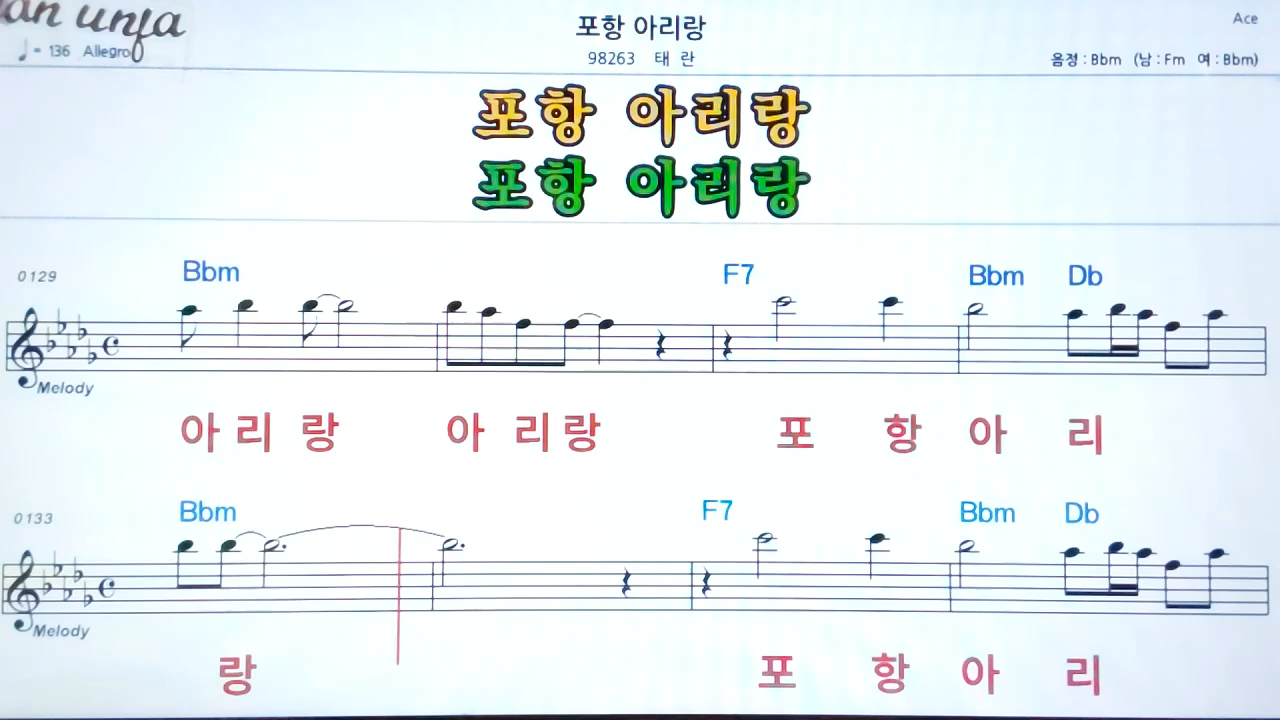 포항 아리랑
Ace
♩= 136 Allegro
98263 태 란
음정 : Bbm (남 : Fm 여 : Bbm)
포항 아리랑
포항 아리랑
0129
Bbm F7 Bbm Db
Melody
아 리 랑 아 리 랑 포 항 아 리
0133
Bbm F7 Bbm Db
Melody
랑 포 항 아 리